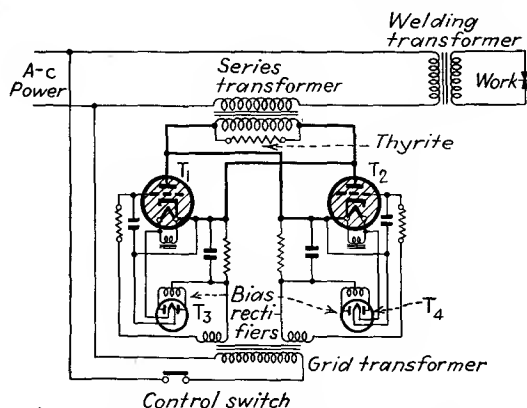 Welding
transformer
A-c
Power
Series
transformer
Work
Thyrite
T1
T2
T3
Bias
recti-
fiers
T4
Grid transformer
Control switch